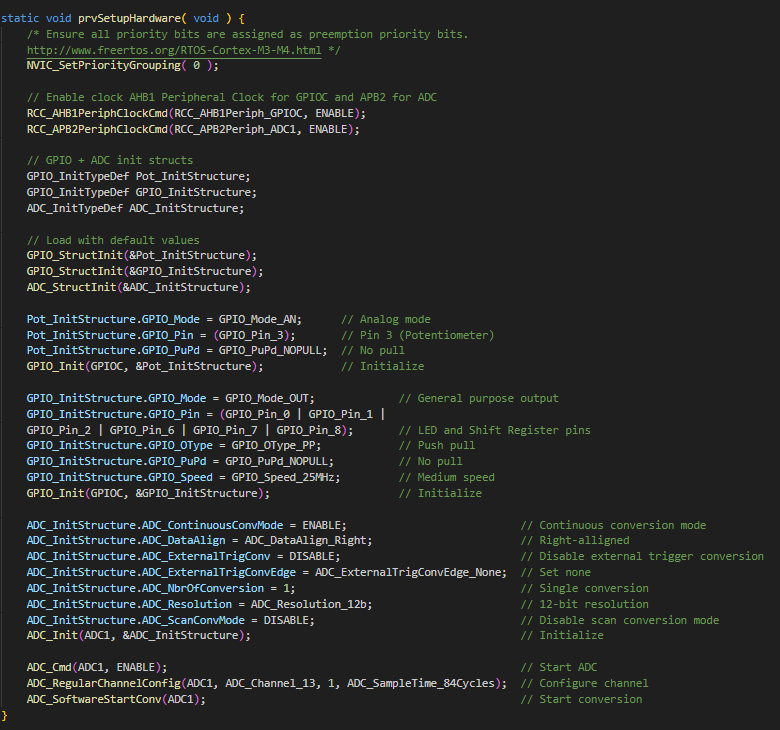 static void prvSetupHardware( void ) {
/* Ensure all priority bits are assigned as preemption priority bits.
http://www.freertos.org/RTOS-Cortex-M3-M4.html */
NVIC_SetPriorityGrouping( 0 );
// Enable clock AHB1 Peripheral Clock for GPIOC and APB2 for ADC
RCC_AHB1PeriphClockCmd(RCC_AHB1Periph_GPIOC, ENABLE);
RCC_APB2PeriphClockCmd(RCC_APB2Periph_ADC1, ENABLE);
// GPIO + ADC init structs
GPIO_InitTypeDef Pot_InitStructure;
GPIO_InitTypeDef GPIO_InitStructure;
ADC_InitTypeDef ADC_InitStructure;
// Load with default values
GPIO_StructInit(&Pot_InitStructure);
GPIO_StructInit(&GPIO_InitStructure);
ADC_StructInit(&ADC_InitStructure);
Pot_InitStructure.GPIO_Mode = GPIO_Mode_AN; // Analog mode
Pot_InitStructure.GPIO_Pin = (GPIO_Pin_3); // Pin 3 (Potentiometer)
Pot_InitStructure.GPIO_PuPd = GPIO_PuPd_NOPULL; // No pull
GPIO_Init(GPIOC, &Pot_InitStructure); // Initialize
GPIO_InitStructure.GPIO_Mode = GPIO_Mode_OUT; // General purpose output
GPIO_InitStructure.GPIO_Pin = (GPIO_Pin_0 | GPIO_Pin_1 |
GPIO_Pin_2 | GPIO_Pin_6 | GPIO_Pin_7 | GPIO_Pin_8); // LED and Shift Register pins
GPIO_InitStructure.GPIO_OType = GPIO_OType_PP; // Push pull
GPIO_InitStructure.GPIO_PuPd = GPIO_PuPd_NOPULL; // No pull
GPIO_InitStructure.GPIO_Speed = GPIO_Speed_25MHz; // Medium speed
GPIO_Init(GPIOC, &GPIO_InitStructure); // Initialize
ADC_InitStructure.ADC_ContinuousConvMode = ENABLE; // Continuous conversion mode
ADC_InitStructure.ADC_DataAlign = ADC_DataAlign_Right; // Right-alligned
ADC_InitStructure.ADC_ExternalTrigConv = DISABLE; // Disable external trigger conversion
ADC_InitStructure.ADC_ExternalTrigConvEdge = ADC_ExternalTrigConvEdge_None; // Set none
ADC_InitStructure.ADC_NbrOfConversion = 1; // Single conversion
ADC_InitStructure.ADC_Resolution = ADC_Resolution_12b; // 12-bit resolution
ADC_InitStructure.ADC_ScanConvMode = DISABLE; // Disable scan conversion mode
ADC_Init(ADC1, &ADC_InitStructure); // Initialize
ADC_Cmd(ADC1, ENABLE); // Start ADC
ADC_RegularChannelConfig(ADC1, ADC_Channel_13, 1, ADC_SampleTime_84Cycles); // Configure channel
ADC_SoftwareStartConv(ADC1); // Start conversion
}